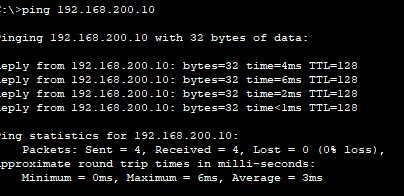 :\>ping 192.168.200.10
inging 192.168.200.10 with 32 bytes of data:
eply from 192.168.200.10: bytes=32 time=4ms TTL=128
eply from 192.168.200.10: bytes=32 time=6ms TTL=128
eply from 192.168.200.10: bytes=32 time=2ms TTL=128
eply from 192.168.200.10: bytes=32 time<1ms TTL=128
ing statistics for 192.168.200.10:
Packets: Sent = 4, Received = 4, Lost = 0 (0% loss),
pproximate round trip times in milli-seconds:
Minimum = 0ms, Maximum = 6ms, Average = 3ms